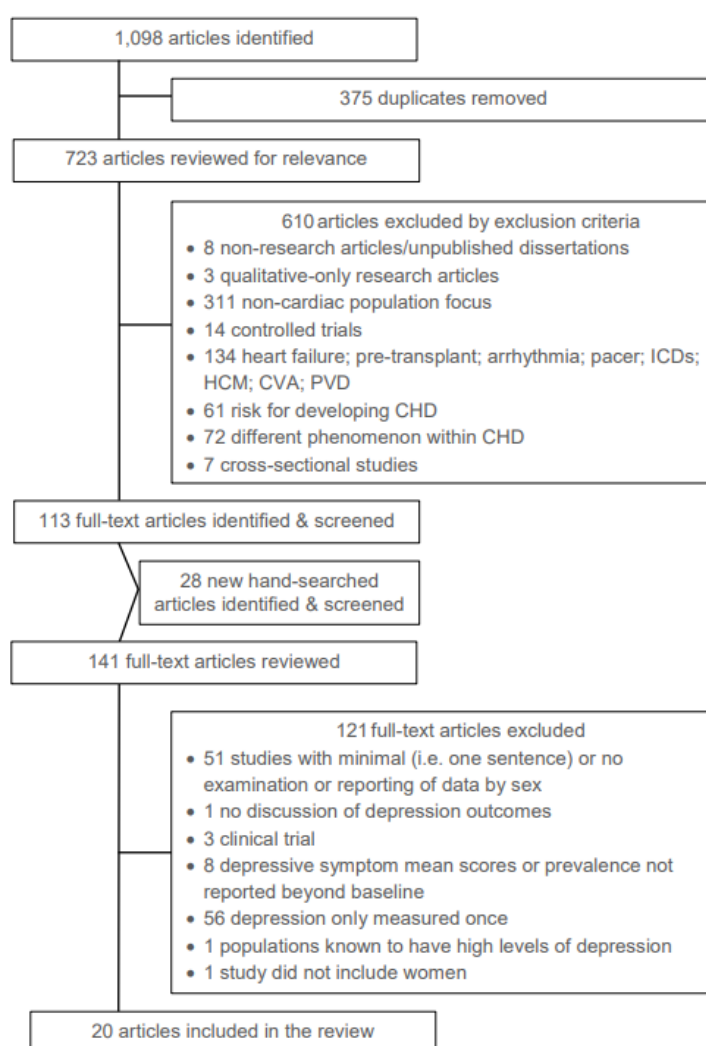 1,098 articles identified
375 duplicates removed
723 articles reviewed for relevance
610 articles excluded by exclusion criteria
• 8 non-research articles/unpublished dissertations
• 3 qualitative-only research articles
• 311 non-cardiac population focus
• 14 controlled trials
• 134 heart failure; pre-transplant; arrhythmia; pacer; ICDs;
HCM; CVA; PVD
• 61 risk for developing CHD
• 72 different phenomenon within CHD
• 7 cross-sectional studies
113 full-text articles identified & screened
28 new hand-searched
articles identified & screened
141 full-text articles reviewed
121 full-text articles excluded
• 51 studies with minimal (i.e. one sentence) or no
examination or reporting of data by sex
• 1 no discussion of depression outcomes
• 3 clinical trial
• 8 depressive symptom mean scores or prevalence not
reported beyond baseline
• 56 depression only measured once
• 1 populations known to have high levels of depression
• 1 study did not include women
20 articles included in the review